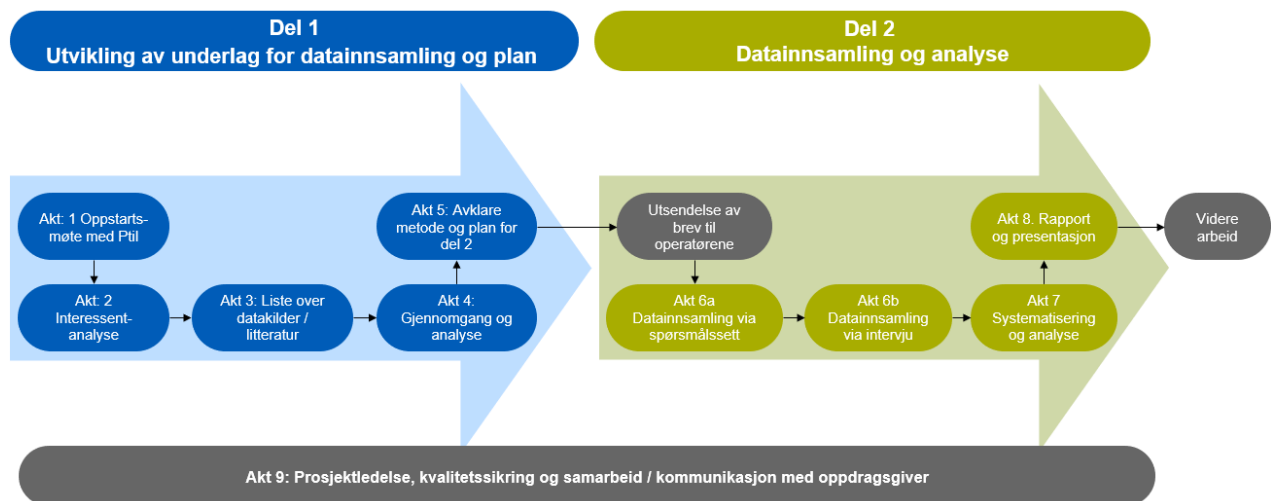 Del 1
Utvikling av underlag for datainnsamling og plan
Del 2
Datainnsamling og analyse
Akt: 1 Oppstarts-
møte med Ptil
Akt: 2
Interessent-
analyse
Akt 3: Liste over
datakilder /
litteratur
Akt 4:
Gjennomgang og
analyse
Akt 5: Avklare
metode og plan for
del 2
Utsendelse av
brev til
operatørene
Akt 6a
Datainnsamling via
spørsmålssett
Akt 6b
Datainnsamling
via intervju
Akt 7
Systematisering
og analyse
Akt 8. Rapport
og presentasjon
Videre
arbeid
Akt 9: Prosjektledelse, kvalitetssikring og samarbeid / kommunikasjon med oppdragsgiver